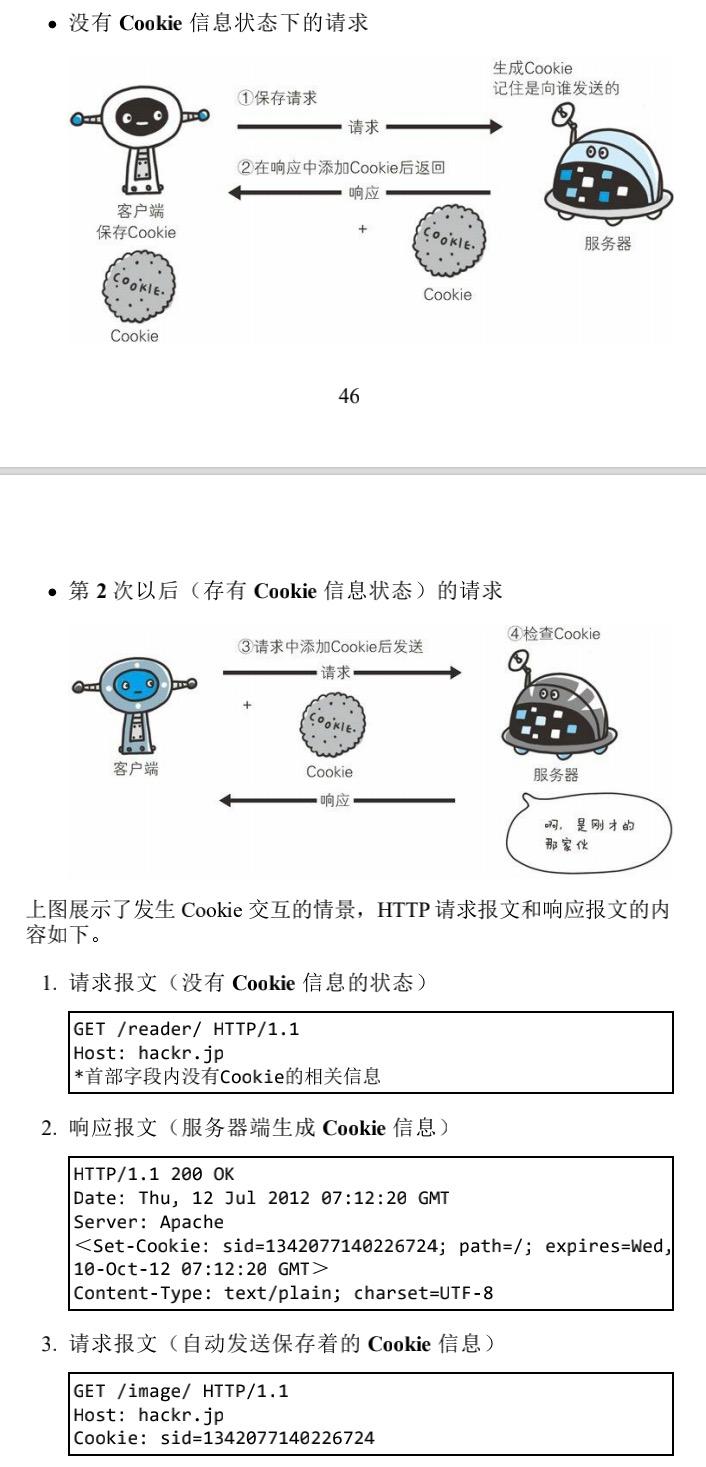 • 没有 Cookie 信息状态下的请求
生成Cookie
记住是向谁发送的
①保存请求
请求
②在响应中添加Cookie后返回
响应
客户端
保存Cookie
+
COOKIE.
服务器
COOKIE.
Cookie
Cookie
46
• 第 2 次以后（存有 Cookie 信息状态）的请求
④检查Cookie
③请求中添加Cookie后发送
请求
+
COOKIE.
客户端
Cookie
服务器
响应
啊，是刚才的
那家伙
上图展示了发生 Cookie 交互的情景，HTTP 请求报文和响应报文的内
容如下。
1. 请求报文（没有 Cookie 信息的状态）
GET /reader/ HTTP/1.1
Host: hackr.jp
*首部字段内没有Cookie的相关信息
2. 响应报文（服务器端生成 Cookie 信息）
HTTP/1.1 200 OK
Date: Thu, 12 Jul 2012 07:12:20 GMT
Server: Apache
＜Set-Cookie: sid=1342077140226724; path=/; expires=Wed,
10-Oct-12 07:12:20 GMT＞
Content-Type: text/plain; charset=UTF-8
3. 请求报文（自动发送保存着的 Cookie 信息）
GET /image/ HTTP/1.1
Host: hackr.jp
Cookie: sid=1342077140226724